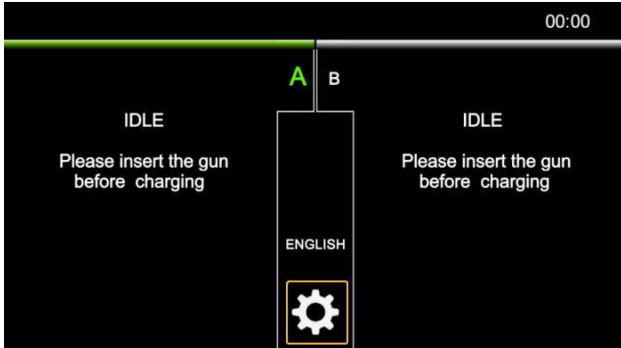 00:00
A
B
IDLE
Please insert the gun
before charging
IDLE
Please insert the gun
before charging
ENGLISH